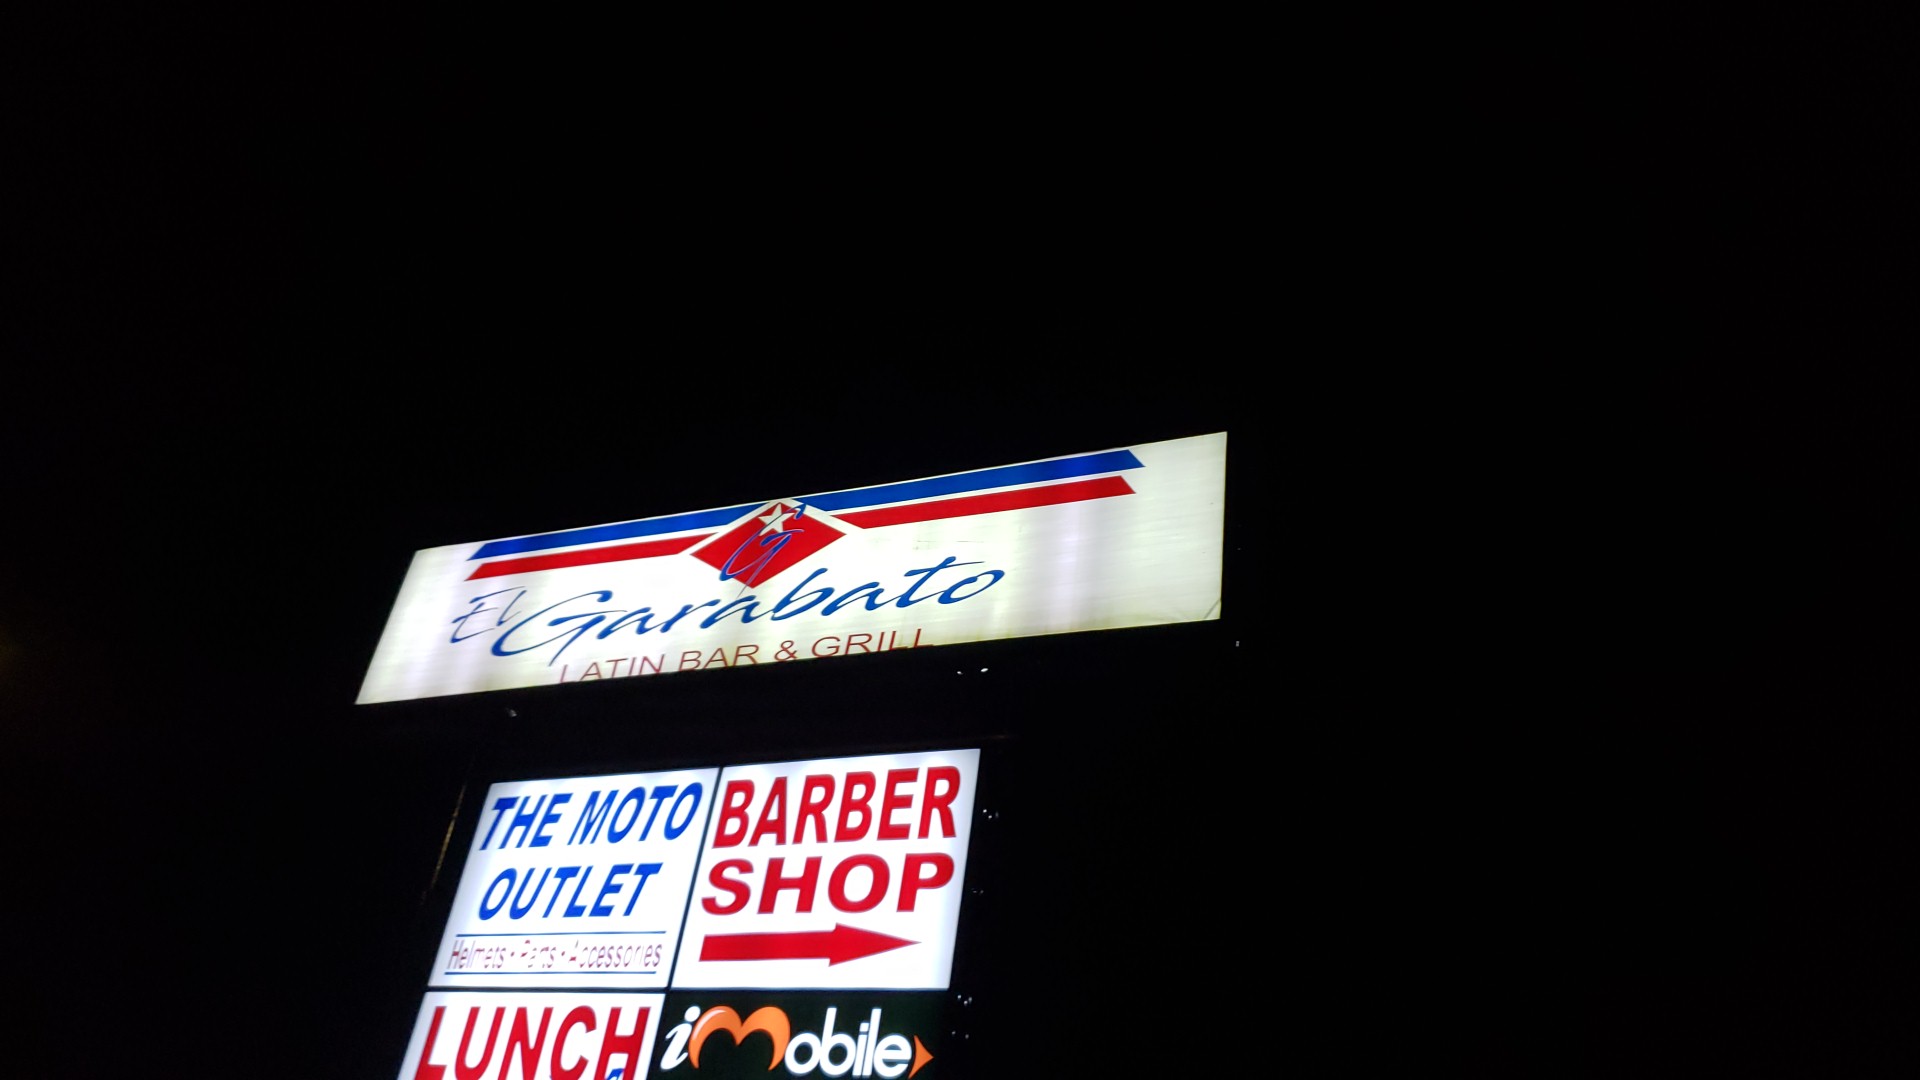 G
El Garabato
LATIN BAR & GRILL
THE MOTO
OUTLET
Helmets • Parts • Accessories
BARBER
SHOP
LUNCH
iMobile